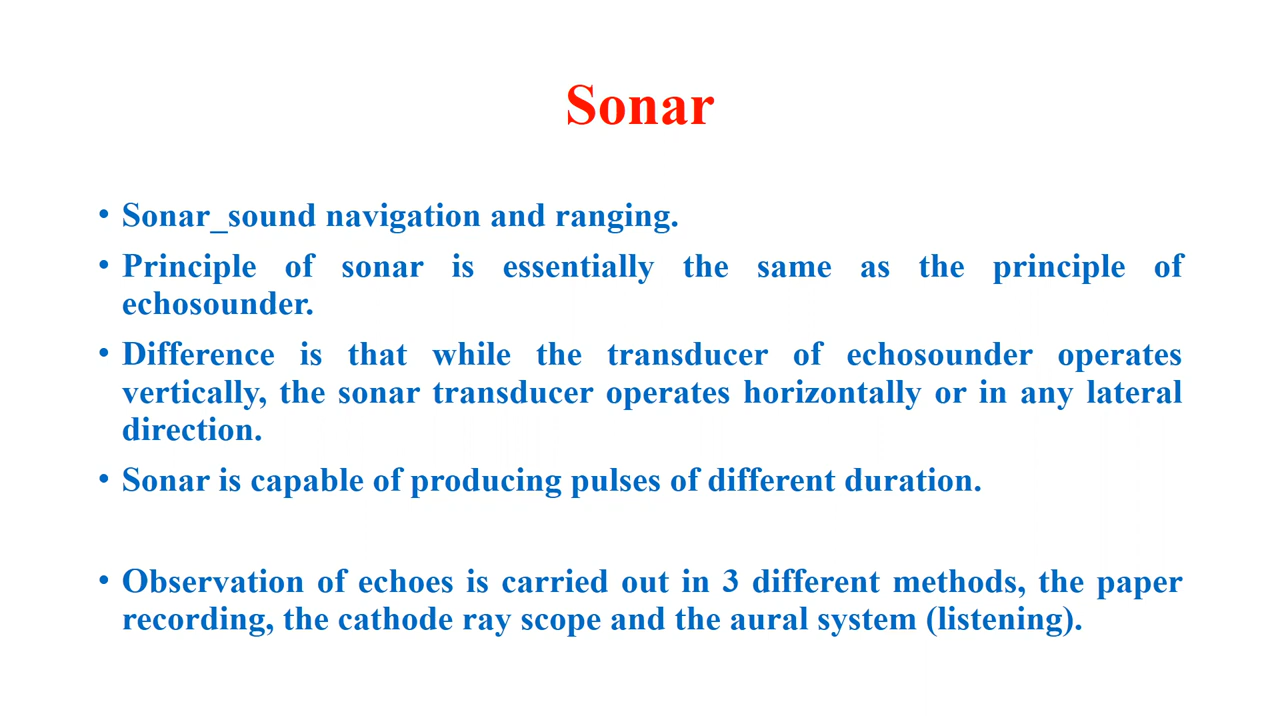 Sonar
• Sonar_sound navigation and ranging.
• Principle of sonar is essentially the same as the principle of
echosounder.
• Difference is that while the transducer of echosounder operates
vertically, the sonar transducer operates horizontally or in any lateral
direction.
• Sonar is capable of producing pulses of different duration.
• Observation of echoes is carried out in 3 different methods, the paper
recording, the cathode ray scope and the aural system (listening).